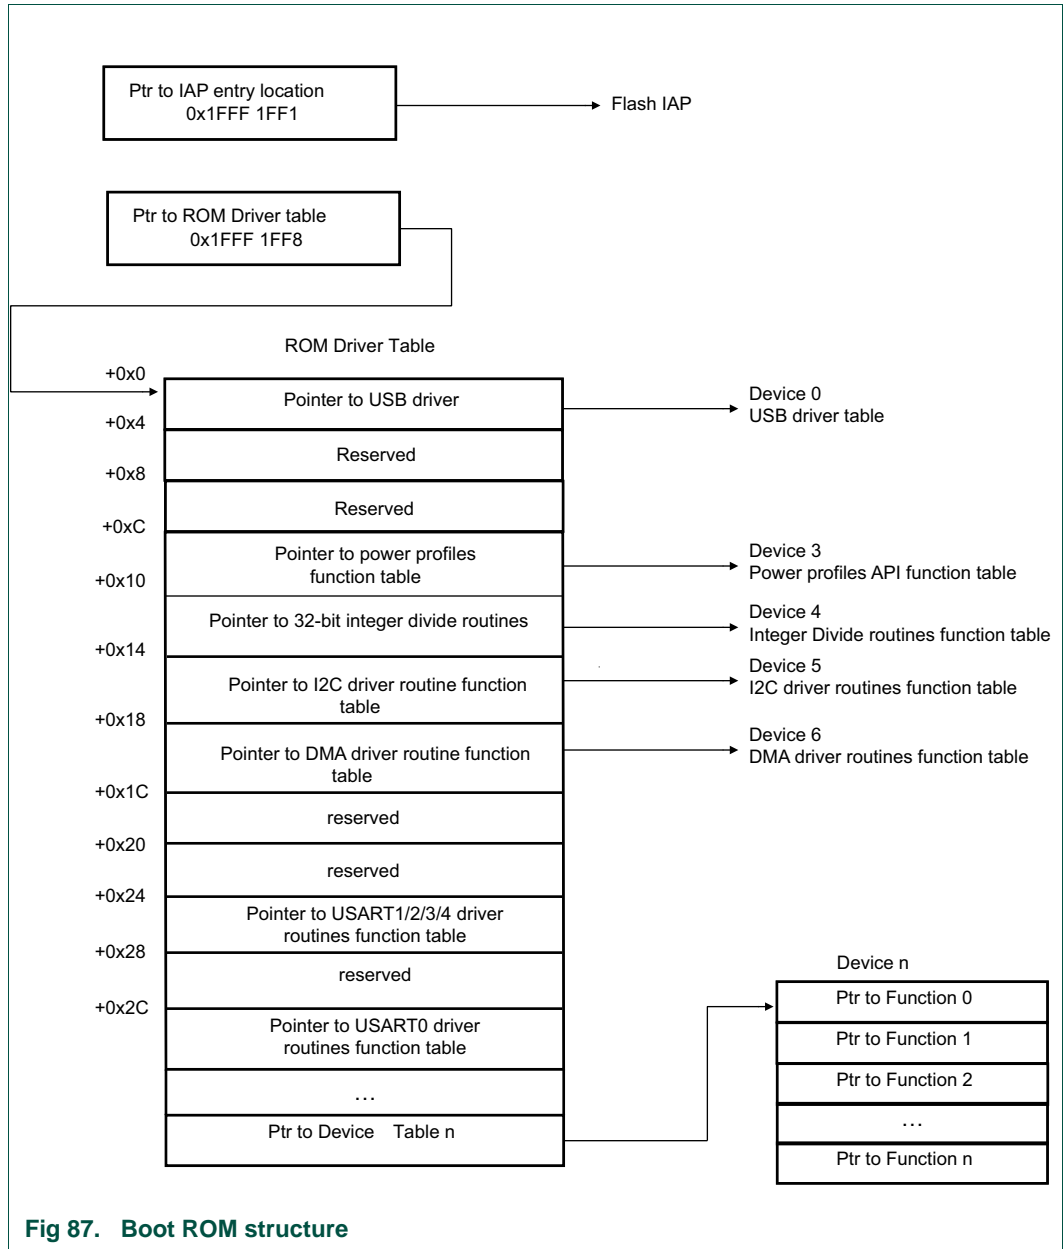 Ptr to IAP entry location
0x1FFF 1FF1
Flash IAP
Ptr to ROM Driver table
0x1FFF 1FF8
ROM Driver Table
+0x0
Pointer to USB driver
Device 0
USB driver table
+0x4
Reserved
+0x8
Reserved
+0xC
Pointer to power profiles
function table
Device 3
Power profiles API function table
+0x10
Pointer to 32-bit integer divide routines
Device 4
Integer Divide routines function table
+0x14
Pointer to I2C driver routine function
table
Device 5
I2C driver routines function table
+0x18
Pointer to DMA driver routine function
table
Device 6
DMA driver routines function table
+0x1C
reserved
+0x20
reserved
+0x24
Pointer to USART1/2/3/4 driver
routines function table
+0x28
reserved
+0x2C
Pointer to USART0 driver
routines function table
...
Ptr to Device Table n
Device n
Ptr to Function 0
Ptr to Function 1
Ptr to Function 2
...
Ptr to Function n
Fig 87. Boot ROM structure